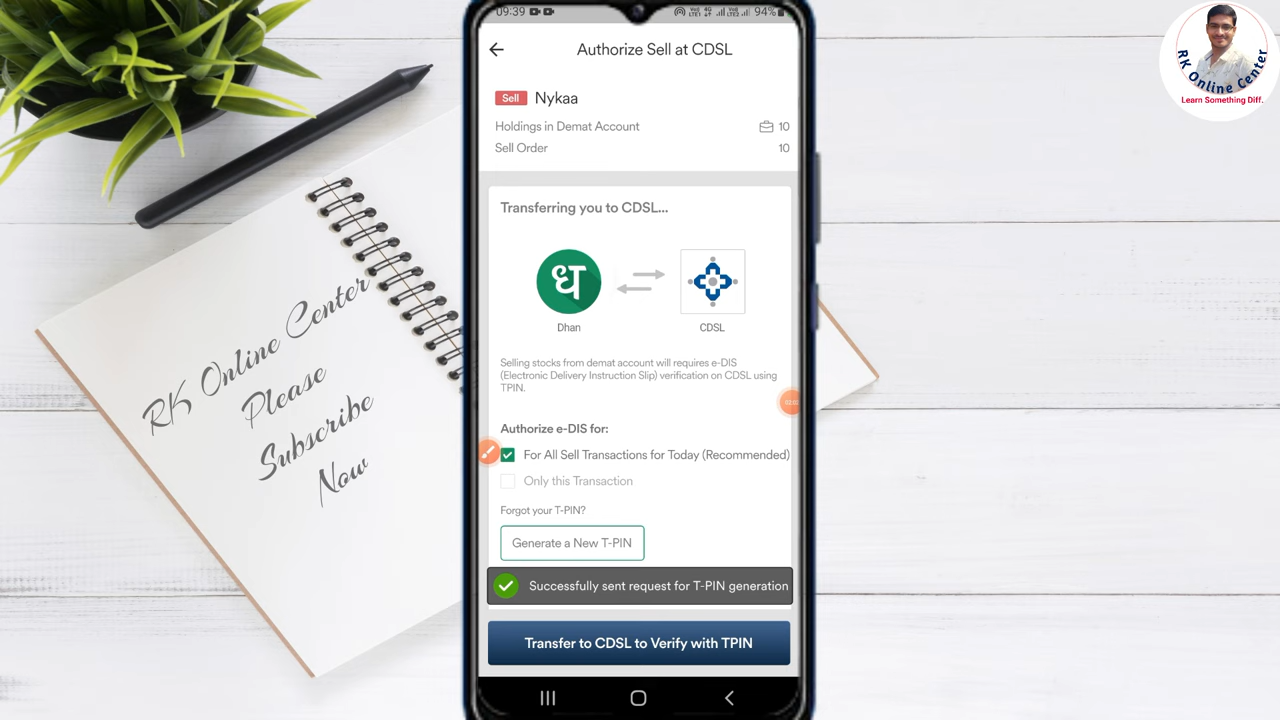 09:39
94%
Authorize Sell at CDSL
Sell Nykaa
Holdings in Demat Account 10
Sell Order 10
Transferring you to CDSL...
ध
Dhan CDSL
Selling stocks from demat account will requires e-DIS
(Electronic Delivery Instruction Slip) verification on CDSL using
TPIN.
02:02
Authorize e-DIS for:
For All Sell Transactions for Today (Recommended)
Only this Transaction
Forgot your T-PIN?
Generate a New T-PIN
Successfully sent request for T-PIN generation
Transfer to CDSL to Verify with TPIN
RK Online Center
Please
Subscribe
Now
RK Online Center
Learn Something Diff.